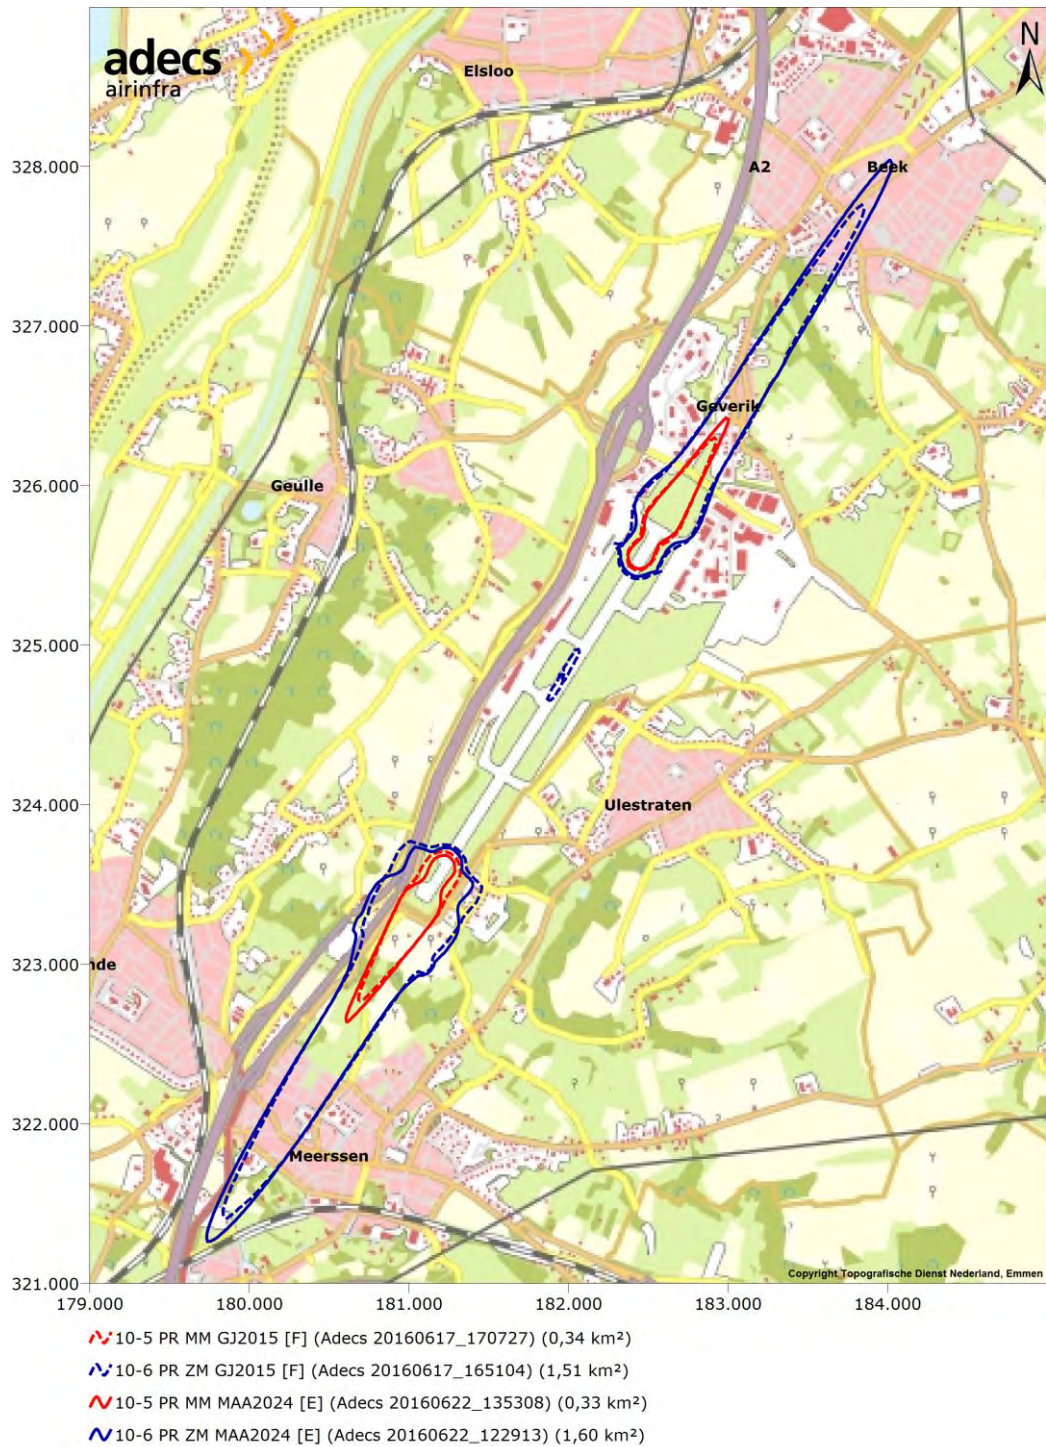 adecs
airinfra
N
Elsloo
A2
Beek
328.000
327.000
Geverik
326.000
Geulle
325.000
Ulestraten
324.000
323.000
nde
322.000
Meerssen
321.000
Copyright Topografische Dienst Nederland, Emmen
179.000 180.000 181.000 182.000 183.000 184.000
10-5 PR MM GJ2015 [F] (Adecs 20160617_170727) (0,34 km²)
10-6 PR ZM GJ2015 [F] (Adecs 20160617_165104) (1,51 km²)
10-5 PR MM MAA2024 [E] (Adecs 20160622_135308) (0,33 km²)
10-6 PR ZM MAA2024 [E] (Adecs 20160622_122913) (1,60 km²)